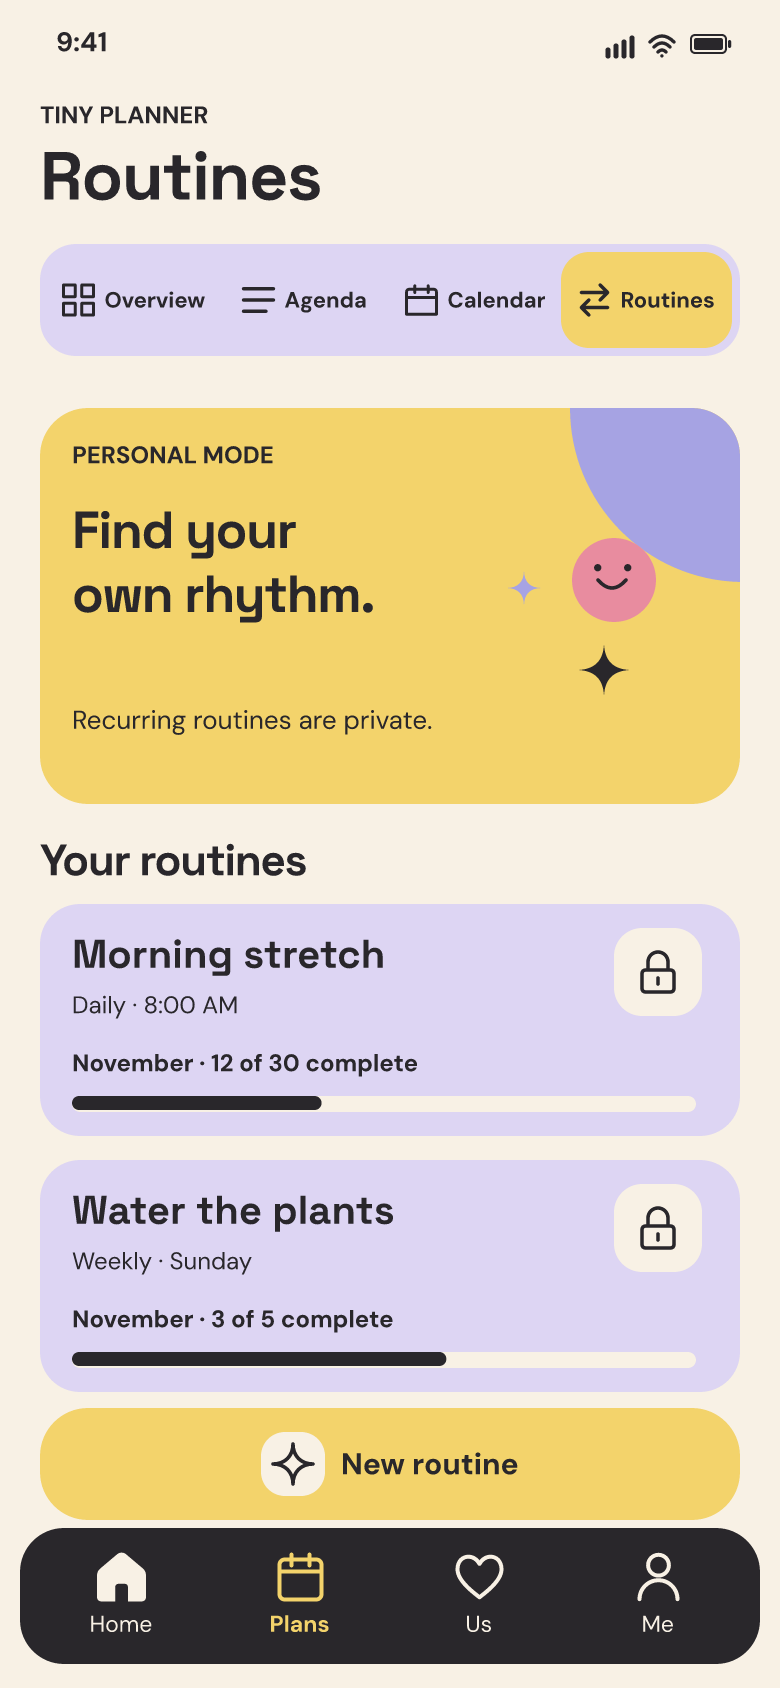 9:41
TINY PLANNER
Routines
Overview
Agenda
Calendar
Routines
PERSONAL MODE
Find your
own rhythm.
Recurring routines are private.
Your routines
Morning stretch
Daily · 8:00 AM
November · 12 of 30 complete
Water the plants
Weekly · Sunday
November · 3 of 5 complete
New routine
Home
Plans
Us
Me